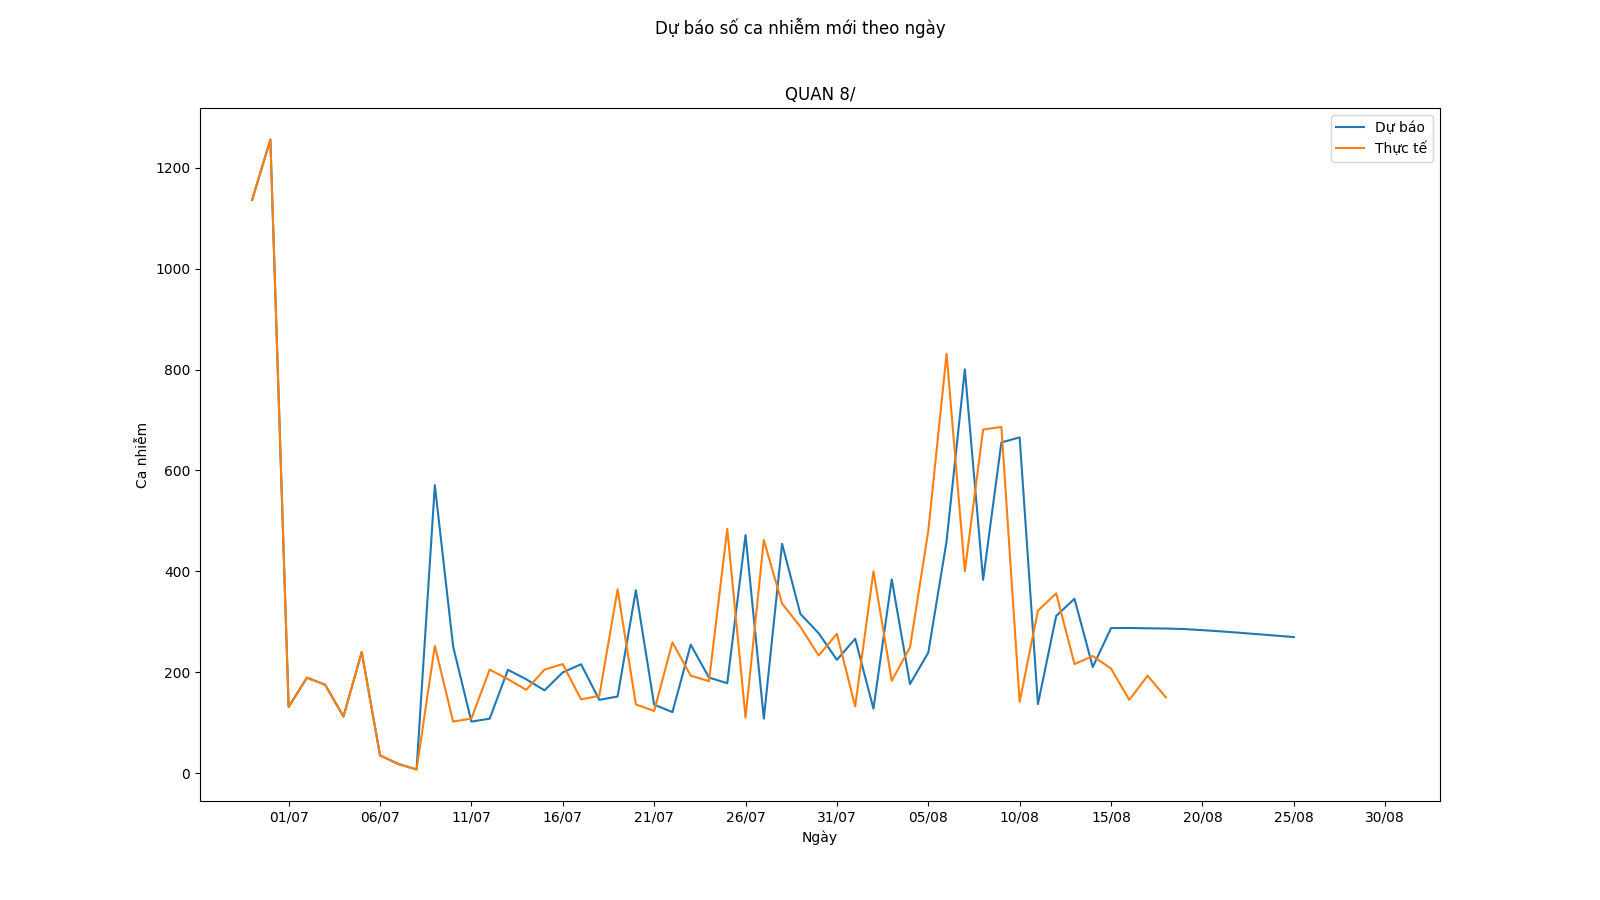 Dự báo số ca nhiễm mới theo ngày
QUAN 8/
Dự báo
Thực tế
1200
1000
800
600
400
200
0
Ca nhiễm
01/07 06/07 11/07 16/07 21/07 26/07 31/07 05/08 10/08 15/08 20/08 25/08 30/08
Ngày